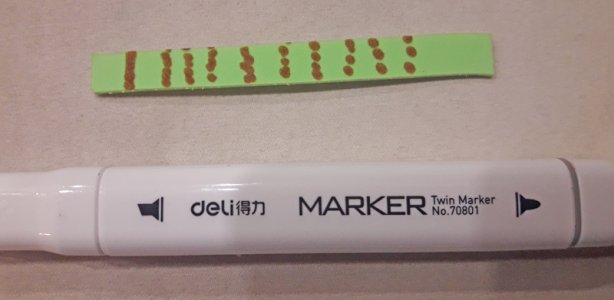 deli得力 MARKER Twin Marker
No.70801